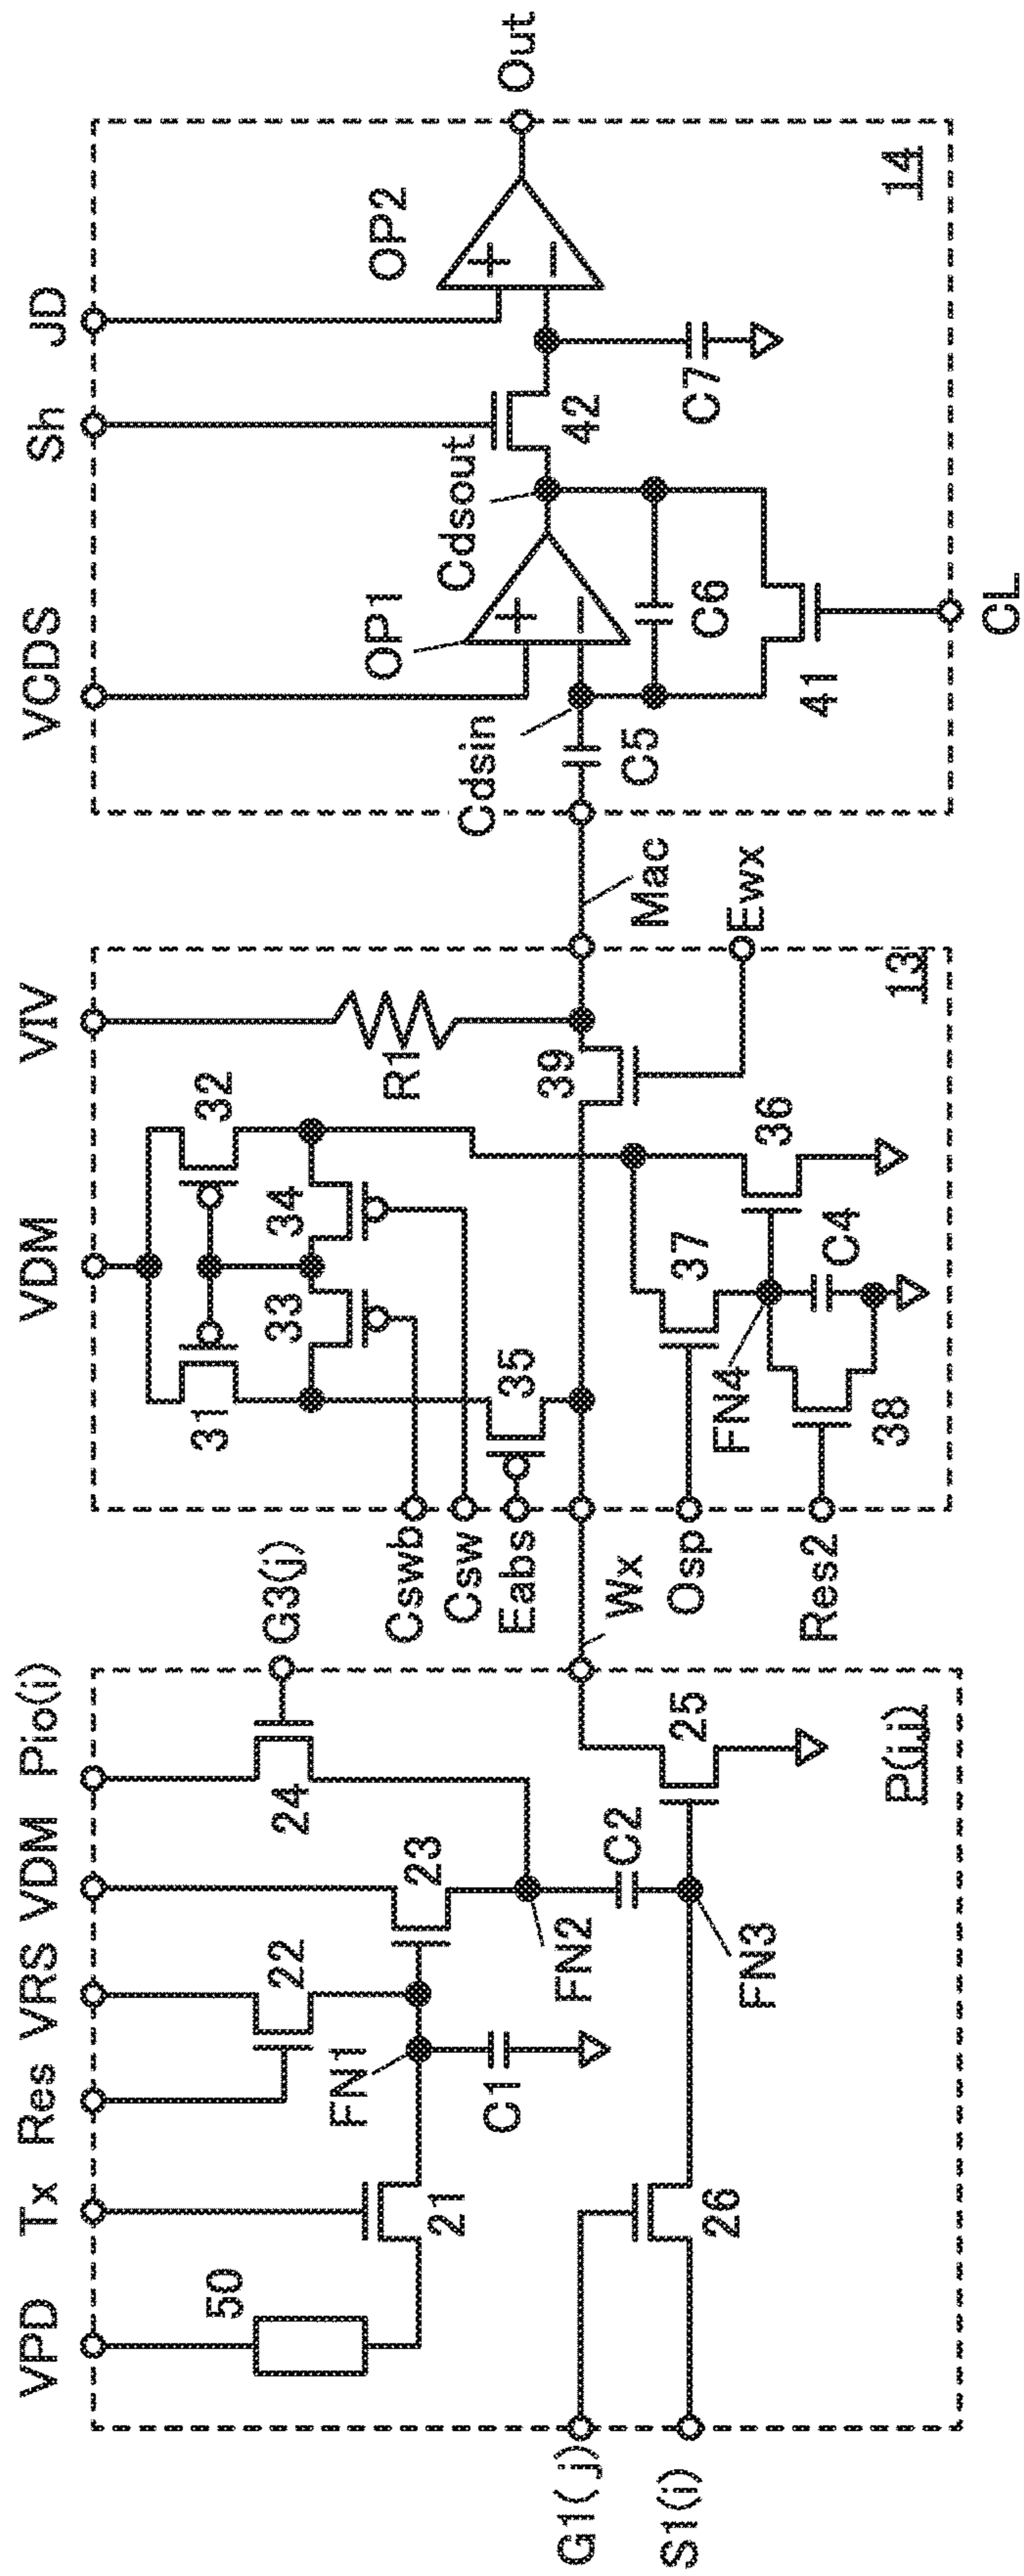 VPD
Tx
Res
VRS
VDM
Pio(i)
50
21
22
FN1
C1
23
24
G3(j)
FN2
C2
FN3
25
26
G1(j)
S1(i)
P(i,j)
Wx
VDM
VIV
31
32
33
34
Cswb
Csw
Eabs
35
R1
39
Osp
37
FN4
36
C4
38
Res2
Ewx
13
Mac
VCDS
Sh
JD
OP1
Cdsin
C5
Cdsout
C6
41
CL
42
C7
OP2
Out
14